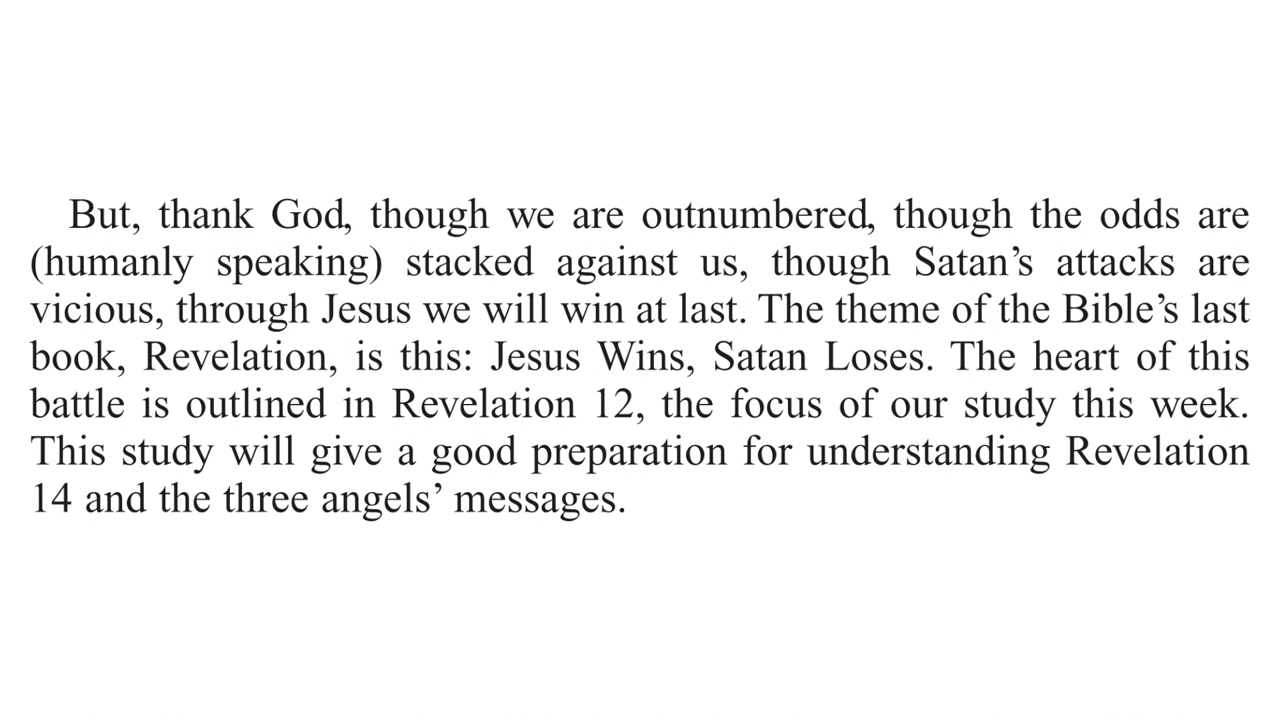 But, thank God, though we are outnumbered, though the odds are
(humanly speaking) stacked against us, though Satan’s attacks are
vicious, through Jesus we will win at last. The theme of the Bible’s last
book, Revelation, is this: Jesus Wins, Satan Loses. The heart of this
battle is outlined in Revelation 12, the focus of our study this week.
This study will give a good preparation for understanding Revelation
14 and the three angels’ messages.